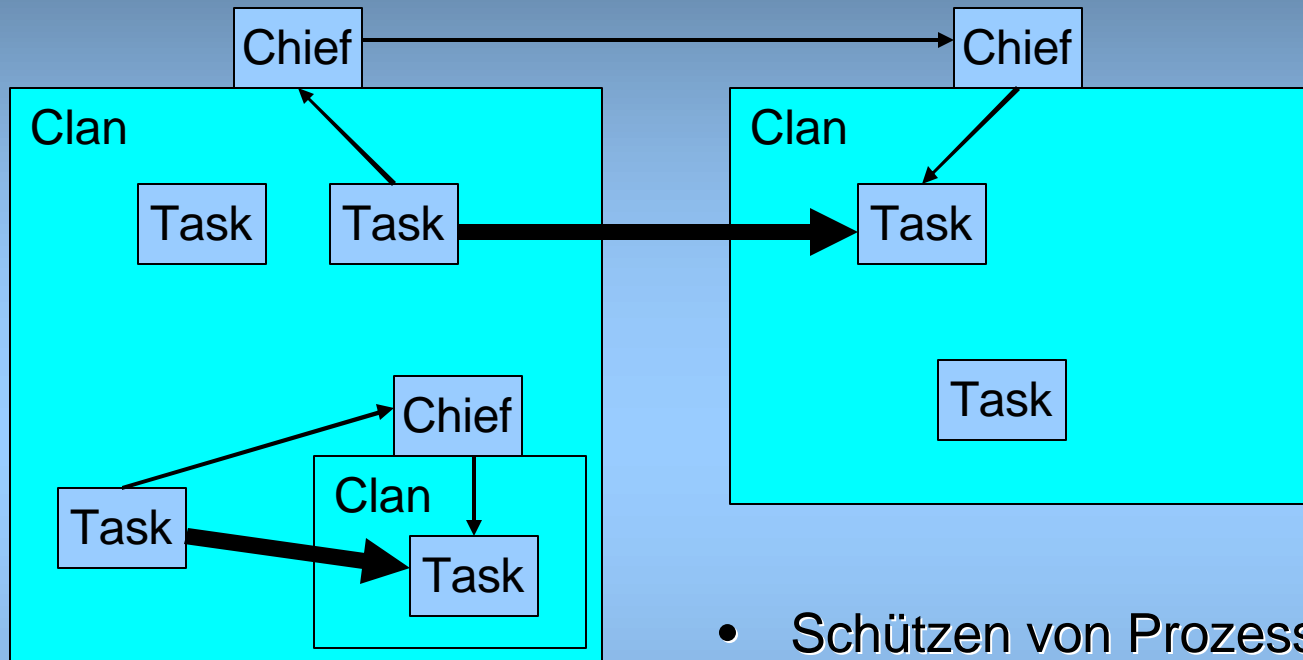 Chief
Chief
Clan
Clan
Task
Task
Task
Chief
Task
Clan
Task
Task
• Schützen von Prozess